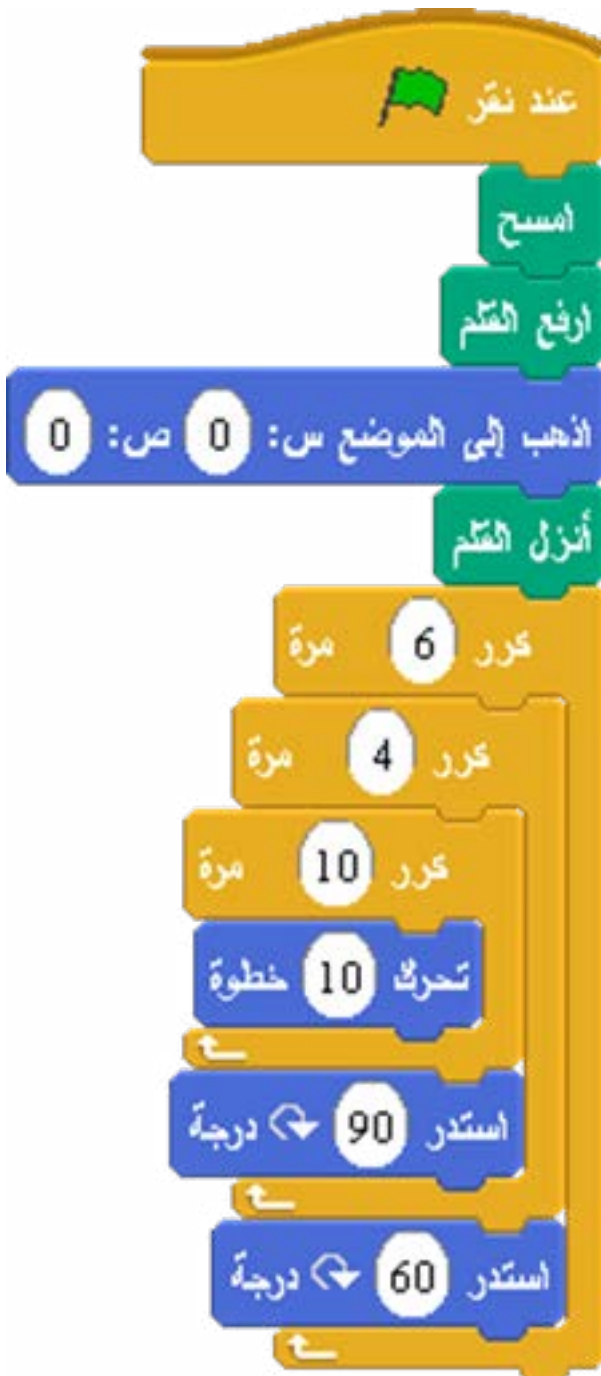 عند نقر
امسح
ارفع القلم
اذهب إلى الموضع س: 0 ص: 0
أنزل القلم
كرر 6 مرة
كرر 4 مرة
كرر 10 مرة
تحرك 10 خطوة
استدر 90 درجة
استدر 60 درجة